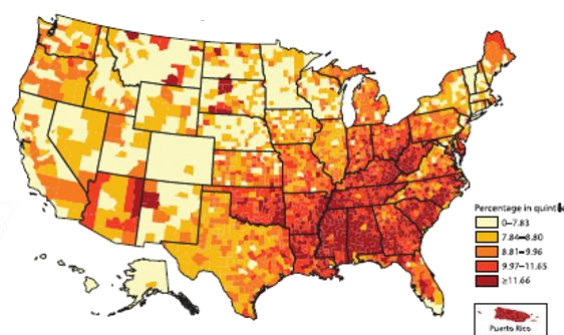 Percentage in quintil
0–7.83
7.84–8.80
8.81–9.96
9.97–11.65
≥11.66
Puerto Rico